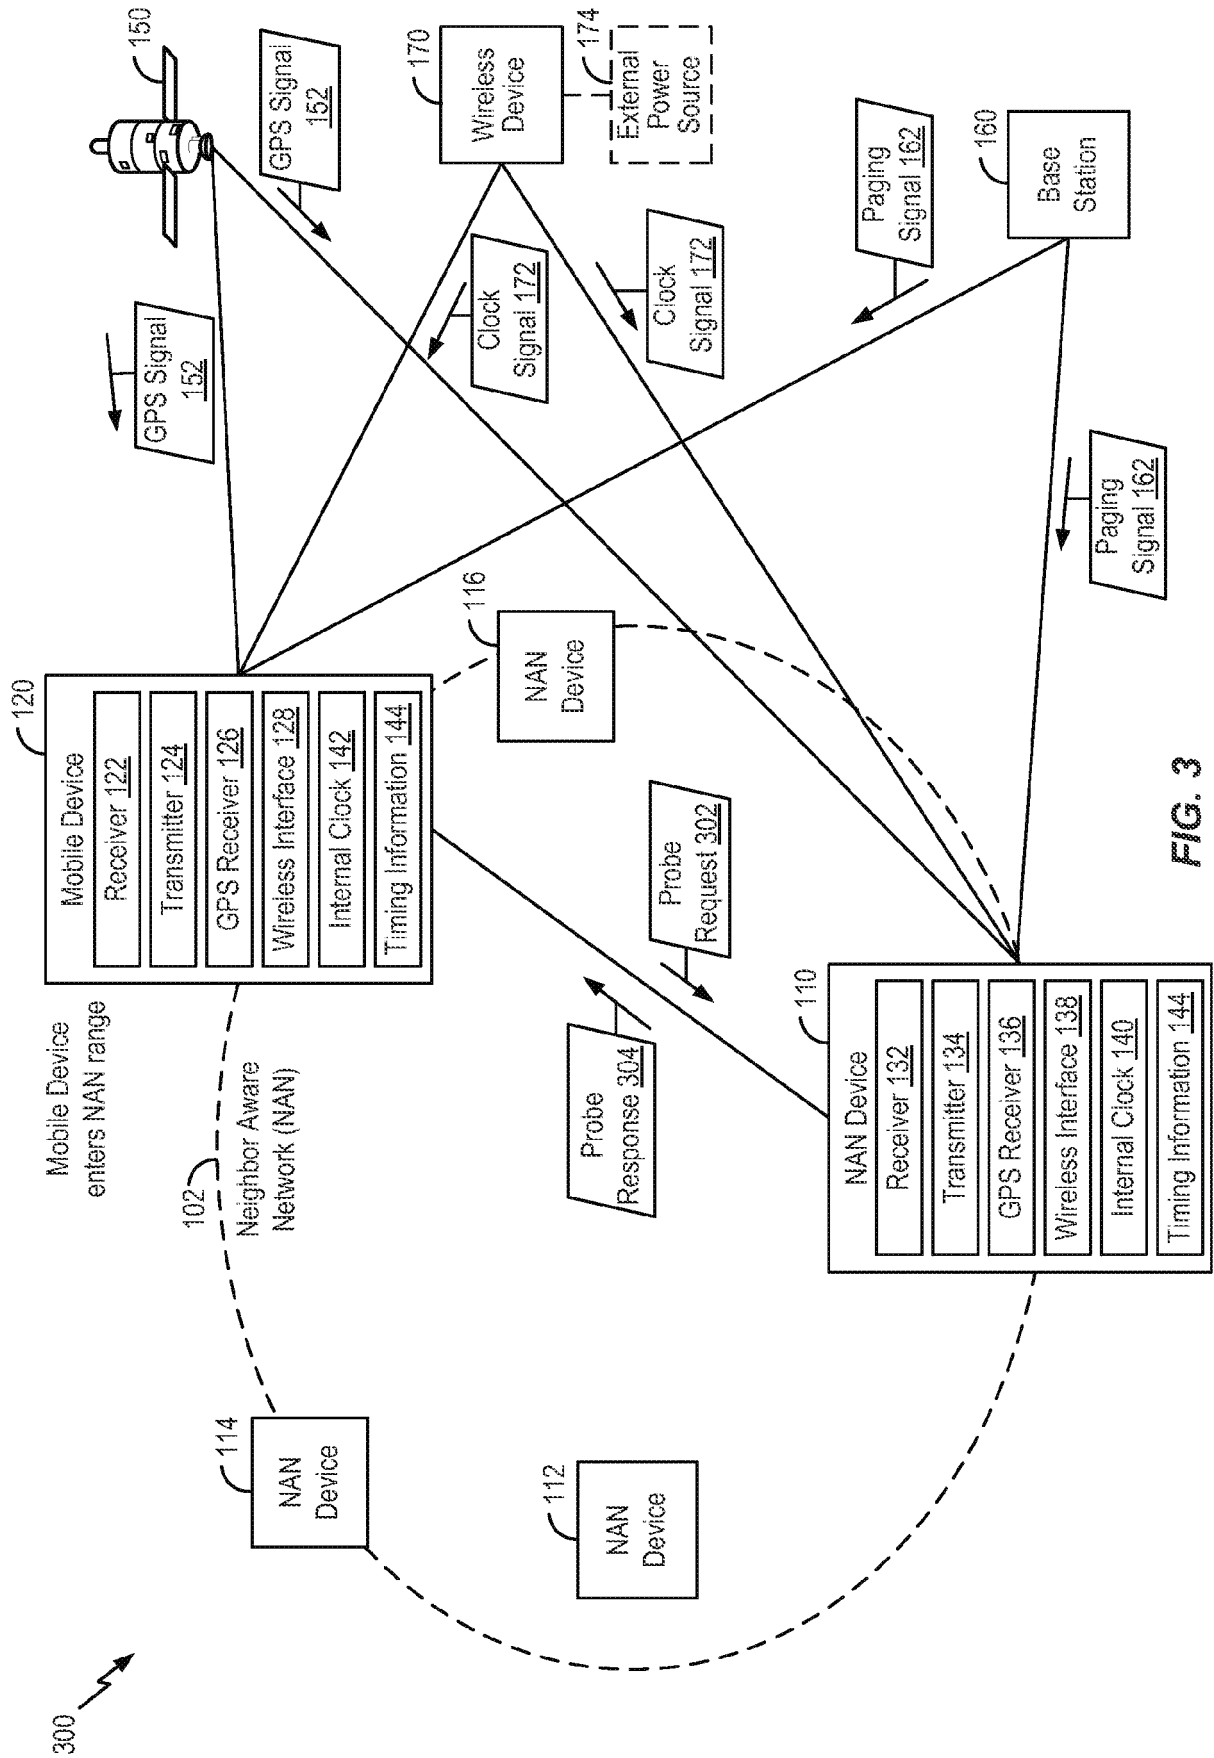 300
Mobile Device
enters NAN range
120
Mobile Device
Receiver 122
Transmitter 124
GPS Receiver 126
Wireless Interface 128
Internal Clock 142
Timing Information 144
150
GPS Signal
152
GPS Signal
152
102
Neighbor Aware
Network (NAN)
114
NAN
Device
112
NAN
Device
116
NAN
Device
170
Wireless
Device
174
External
Power
Source
Clock
Signal 172
Clock
Signal 172
Probe
Response 304
Probe
Request 302
Paging
Signal 162
Paging
Signal 162
160
Base
Station
110
NAN Device
Receiver 132
Transmitter 134
GPS Receiver 136
Wireless Interface 138
Internal Clock 140
Timing Information 144
FIG. 3